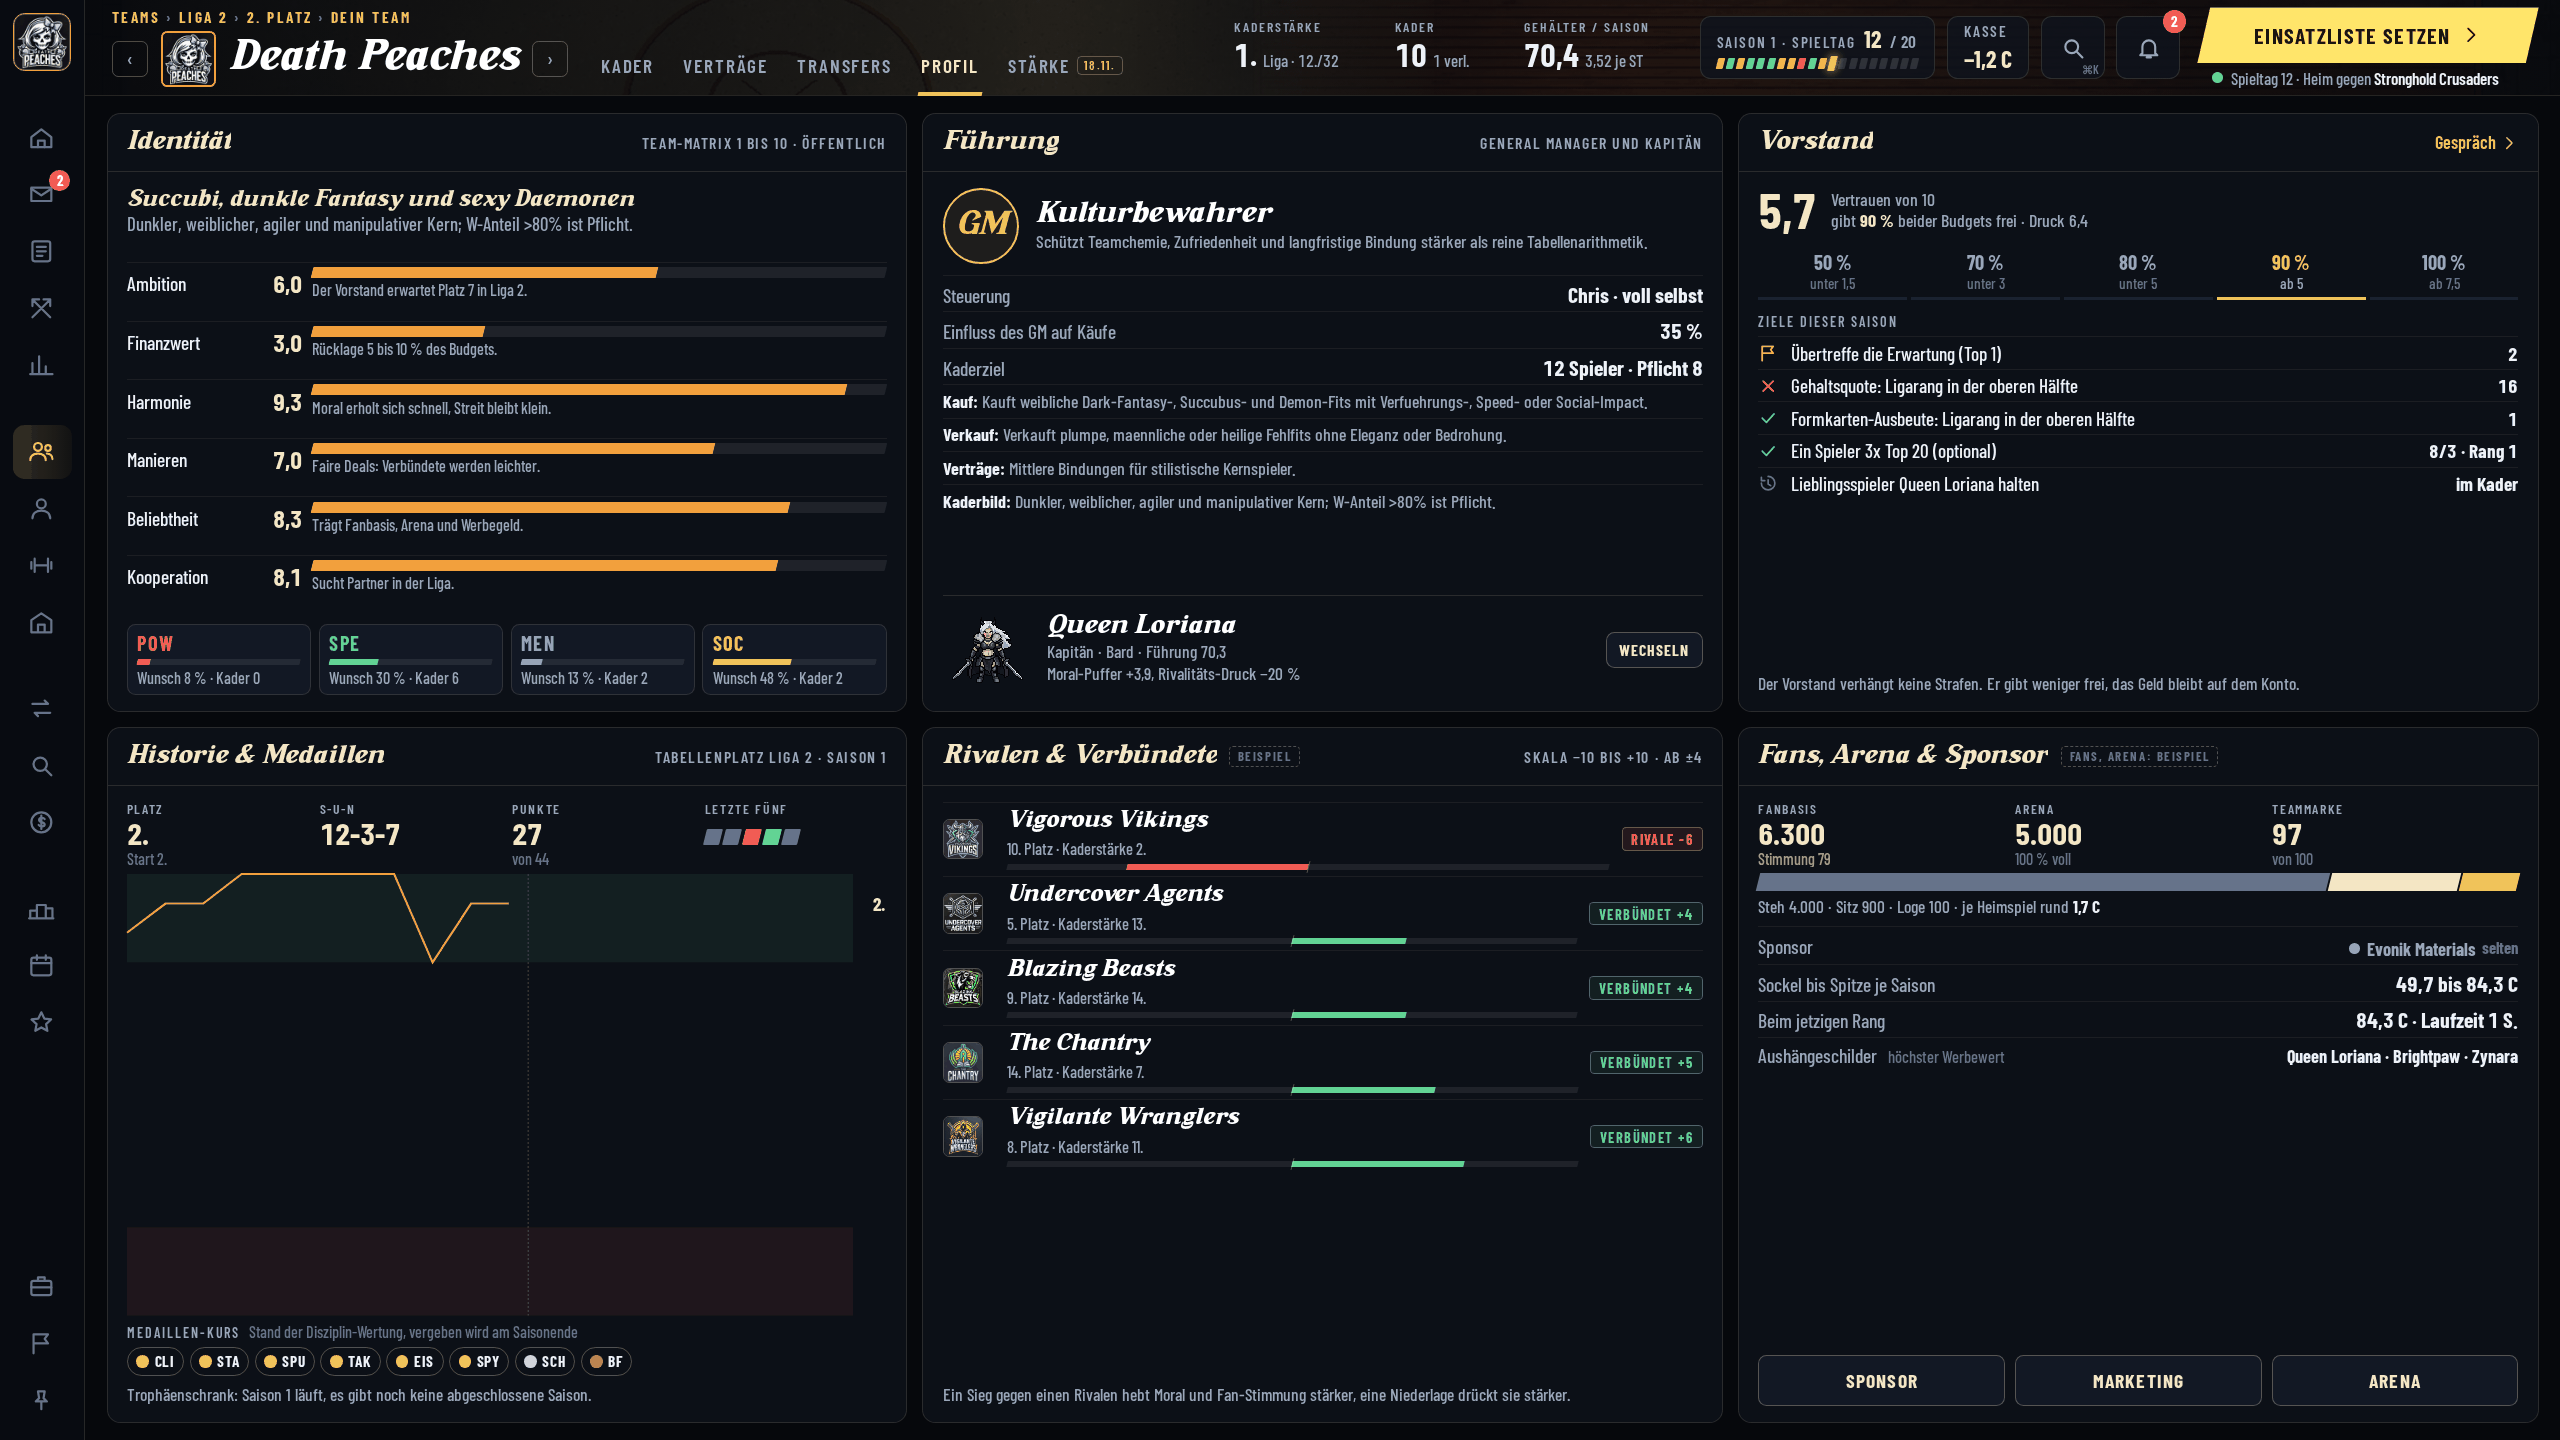 TEAMS › LIGA 2 › 2. PLATZ › DEIN TEAM
Death Peaches
KADER
VERTRÄGE
TRANSFERS
PROFIL
STÄRKE 18.11.
KADERSTÄRKE
1. Liga · 12./32
KADER
10 1 verl.
GEHÄLTER / SAISON
70,4 3,52 je ST
SAISON 1 · SPIELTAG 12 / 20
KASSE
−1,2 C
⌘K
2
EINSATZLISTE SETZEN
Spieltag 12 · Heim gegen Stronghold Crusaders
2
Identität
TEAM-MATRIX 1 BIS 10 · ÖFFENTLICH
Succubi, dunkle Fantasy und sexy Daemonen
Dunkler, weiblicher, agiler und manipulativer Kern; W-Anteil >80% ist Pflicht.
Ambition 6,0
Der Vorstand erwartet Platz 7 in Liga 2.
Finanzwert 3,0
Rücklage 5 bis 10 % des Budgets.
Harmonie 9,3
Moral erholt sich schnell, Streit bleibt klein.
Manieren 7,0
Faire Deals: Verbündete werden leichter.
Beliebtheit 8,3
Trägt Fanbasis, Arena und Werbegeld.
Kooperation 8,1
Sucht Partner in der Liga.
POW
Wunsch 8 % · Kader 0
SPE
Wunsch 30 % · Kader 6
MEN
Wunsch 13 % · Kader 2
SOC
Wunsch 48 % · Kader 2
Führung
GENERAL MANAGER UND KAPITÄN
GM
Kulturbewahrer
Schützt Teamchemie, Zufriedenheit und langfristige Bindung stärker als reine Tabellenarithmetik.
Steuerung Chris · voll selbst
Einfluss des GM auf Käufe 35 %
Kaderziel 12 Spieler · Pflicht 8
Kauf: Kauft weibliche Dark-Fantasy-, Succubus- und Demon-Fits mit Verfuehrungs-, Speed- oder Social-Impact.
Verkauf: Verkauft plumpe, maennliche oder heilige Fehlfits ohne Eleganz oder Bedrohung.
Verträge: Mittlere Bindungen für stilistische Kernspieler.
Kaderbild: Dunkler, weiblicher, agiler und manipulativer Kern; W-Anteil >80% ist Pflicht.
Queen Loriana
Kapitän · Bard · Führung 70,3
Moral-Puffer +3,9, Rivalitäts-Druck −20 %
WECHSELN
Vorstand
Gespräch
5,7
Vertrauen von 10
gibt 90 % beider Budgets frei · Druck 6,4
50 %
unter 1,5
70 %
unter 3
80 %
unter 5
90 %
ab 5
100 %
ab 7,5
ZIELE DIESER SAISON
Übertreffe die Erwartung (Top 1) 2
Gehaltsquote: Ligarang in der oberen Hälfte 16
Formkarten-Ausbeute: Ligarang in der oberen Hälfte 1
Ein Spieler 3x Top 20 (optional) 8/3 · Rang 1
Lieblingsspieler Queen Loriana halten im Kader
Der Vorstand verhängt keine Strafen. Er gibt weniger frei, das Geld bleibt auf dem Konto.
Historie & Medaillen
TABELLENPLATZ LIGA 2 · SAISON 1
PLATZ
2.
Start 2.
S-U-N
12-3-7
PUNKTE
27
von 44
LETZTE FÜNF
2.
MEDAILLEN-KURS Stand der Disziplin-Wertung, vergeben wird am Saisonende
CLI
STA
SPU
TAK
EIS
SPY
SCH
BF
Trophäenschrank: Saison 1 läuft, es gibt noch keine abgeschlossene Saison.
Rivalen & Verbündete BEISPIEL
SKALA −10 BIS +10 · AB ±4
Vigorous Vikings
10. Platz · Kaderstärke 2.
RIVALE −6
Undercover Agents
5. Platz · Kaderstärke 13.
VERBÜNDET +4
Blazing Beasts
9. Platz · Kaderstärke 14.
VERBÜNDET +4
The Chantry
14. Platz · Kaderstärke 7.
VERBÜNDET +5
Vigilante Wranglers
8. Platz · Kaderstärke 11.
VERBÜNDET +6
Ein Sieg gegen einen Rivalen hebt Moral und Fan-Stimmung stärker, eine Niederlage drückt sie stärker.
Fans, Arena & Sponsor FANS, ARENA: BEISPIEL
FANBASIS
6.300
Stimmung 79
ARENA
5.000
100 % voll
TEAMMARKE
97
von 100
Steh 4.000 · Sitz 900 · Loge 100 · je Heimspiel rund 1,7 C
Sponsor Evonik Materials selten
Sockel bis Spitze je Saison 49,7 bis 84,3 C
Beim jetzigen Rang 84,3 C · Laufzeit 1 S.
Aushängeschilder höchster Werbewert Queen Loriana · Brightpaw · Zynara
SPONSOR
MARKETING
ARENA